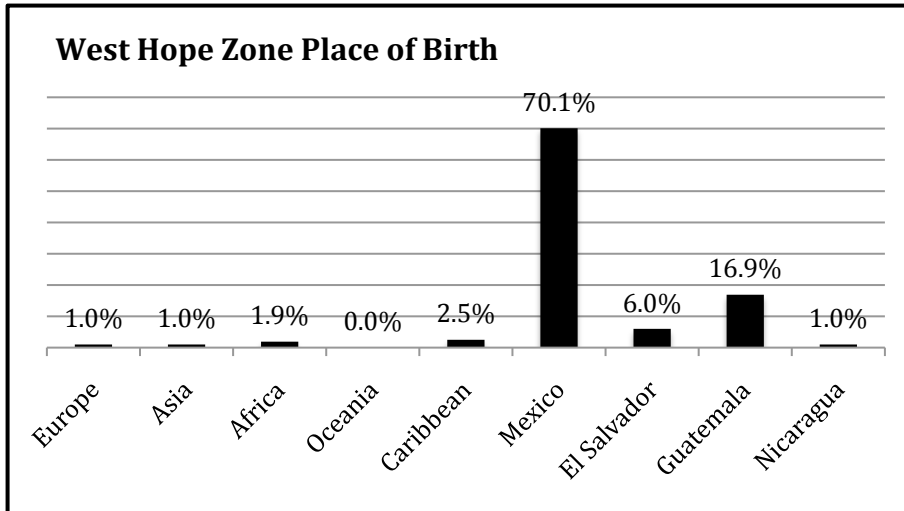 West Hope Zone Place of Birth
70.1%
16.9%
6.0%
2.5%
1.9%
1.0% 1.0% 0.0% 1.0%
Europe
Asia
Africa
Oceania
Caribbean
Mexico
El Salvador
Guatemala
Nicaragua